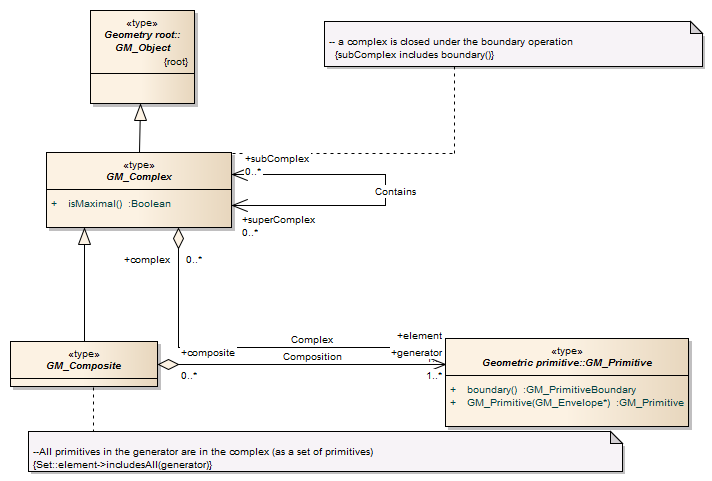 «type»
Geometry root::
GM_Object
{root}
-- a complex is closed under the boundary operation
{subComplex includes boundary()}
«type»
GM_Complex
+ isMaximal() :Boolean
+subComplex
0..*
Contains
+superComplex
0..*
+complex 0..*
«type»
GM_Composite
+composite
0..*
Complex
Composition
+element
+generator
1..*
«type»
Geometric primitive::GM_Primitive
+ boundary() :GM_PrimitiveBoundary
+ GM_Primitive(GM_Envelope*) :GM_Primitive
--All primitives in the generator are in the complex (as a set of primitives)
{Set::element->includesAll(generator)}